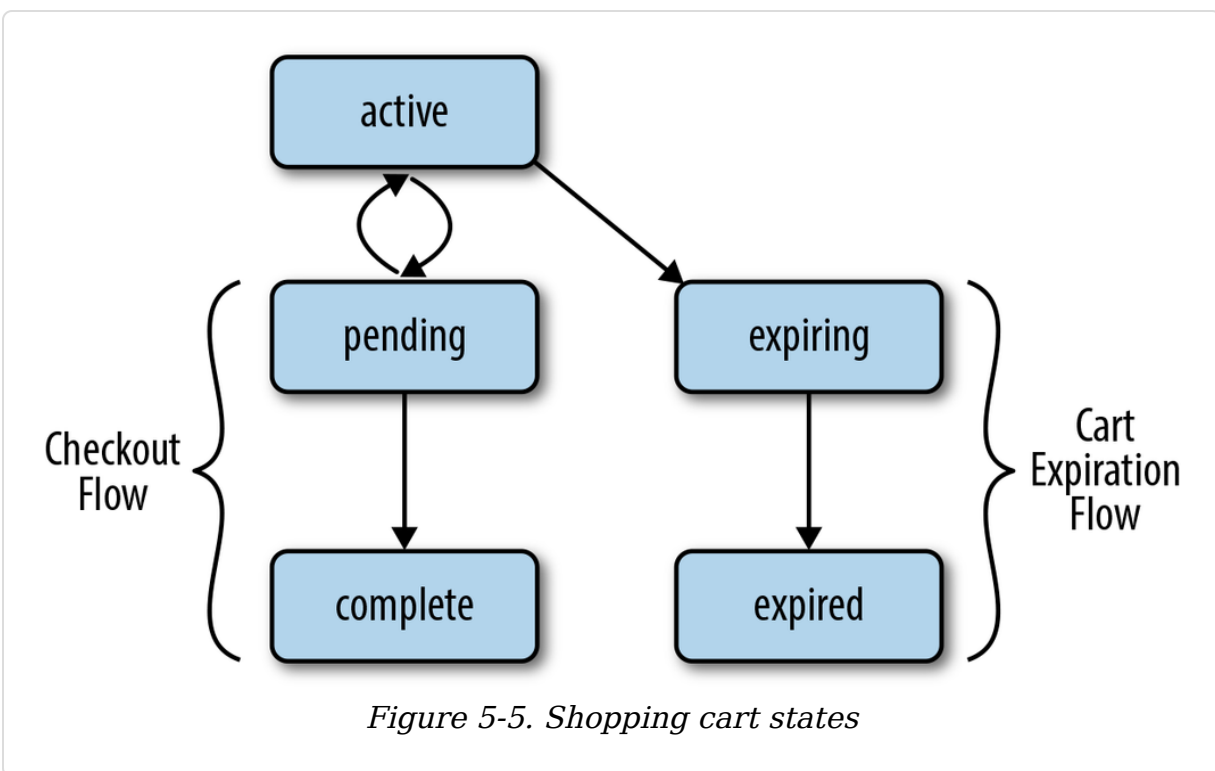 active
pending
expiring
Checkout
Flow
Cart
Expiration
Flow
complete
expired
Figure 5-5. Shopping cart states